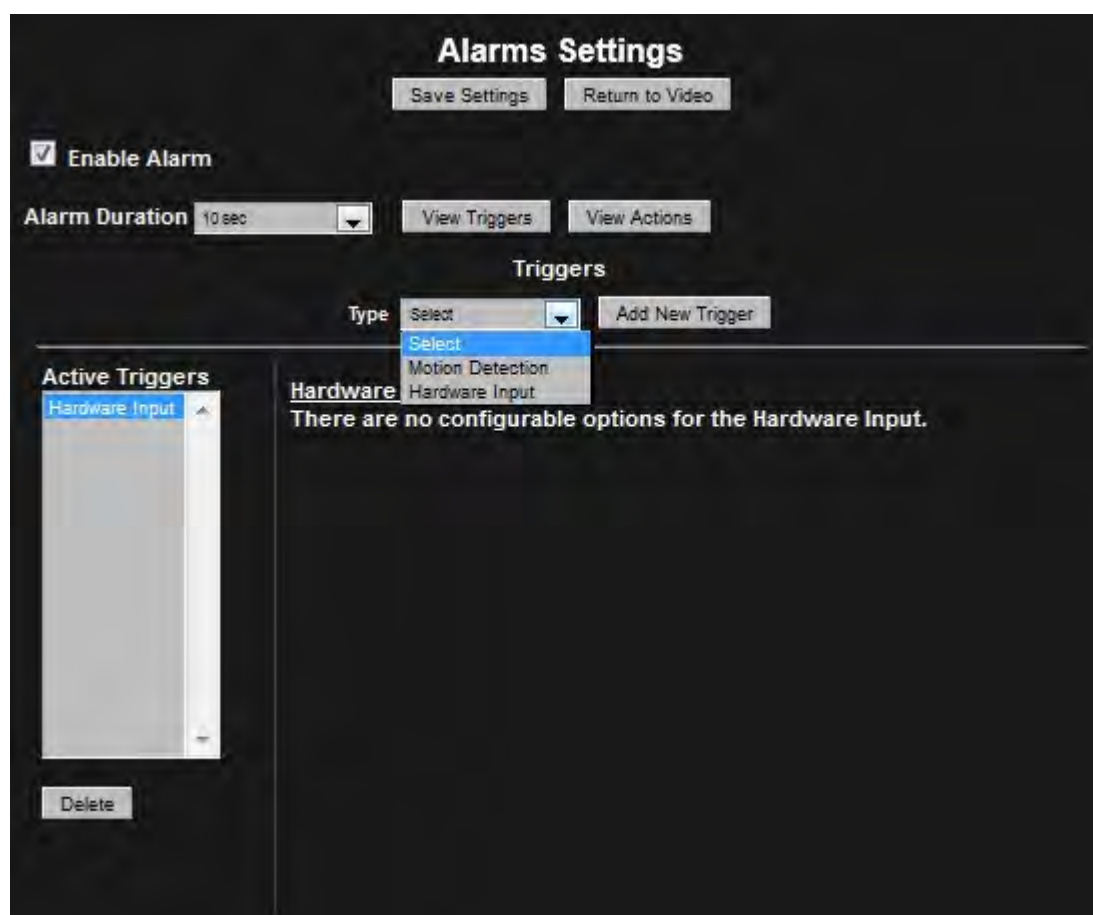 Alarms Settings
Save Settings Return to Video
Enable Alarm
Alarm Duration 10 sec View Triggers View Actions
Triggers
Type Select Add New Trigger
Select
Motion Detection
Hardware Input
Active Triggers
Hardware Input
Hardware
There are no configurable options for the Hardware Input.
Delete